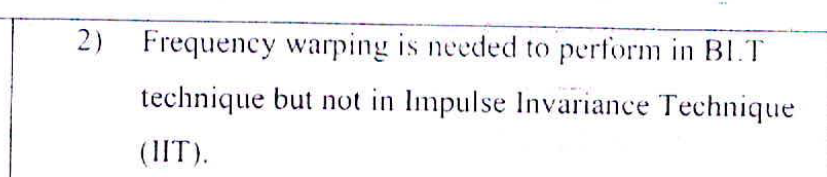 2) Frequency warping is needed to perform in BLT
technique but not in Impulse Invariance Technique
(IIT).